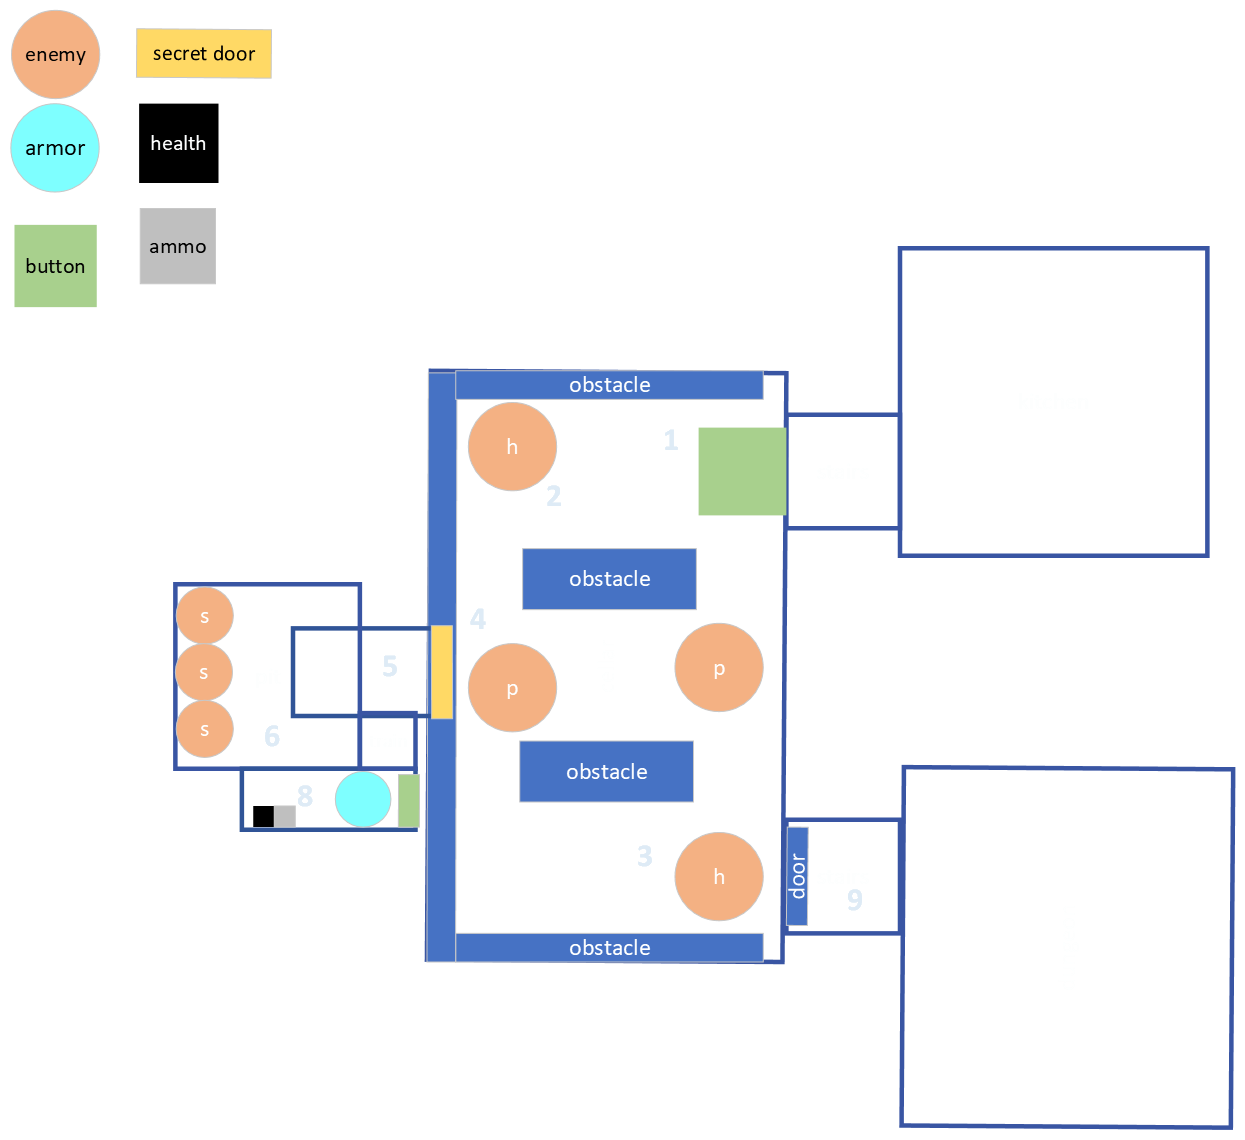 enemy
secret door
armor
health
button
ammo
obstacle
h
1
2
obstacle
s
4
p
p
s
5
s
6
obstacle
8
3
h
door
9
obstacle